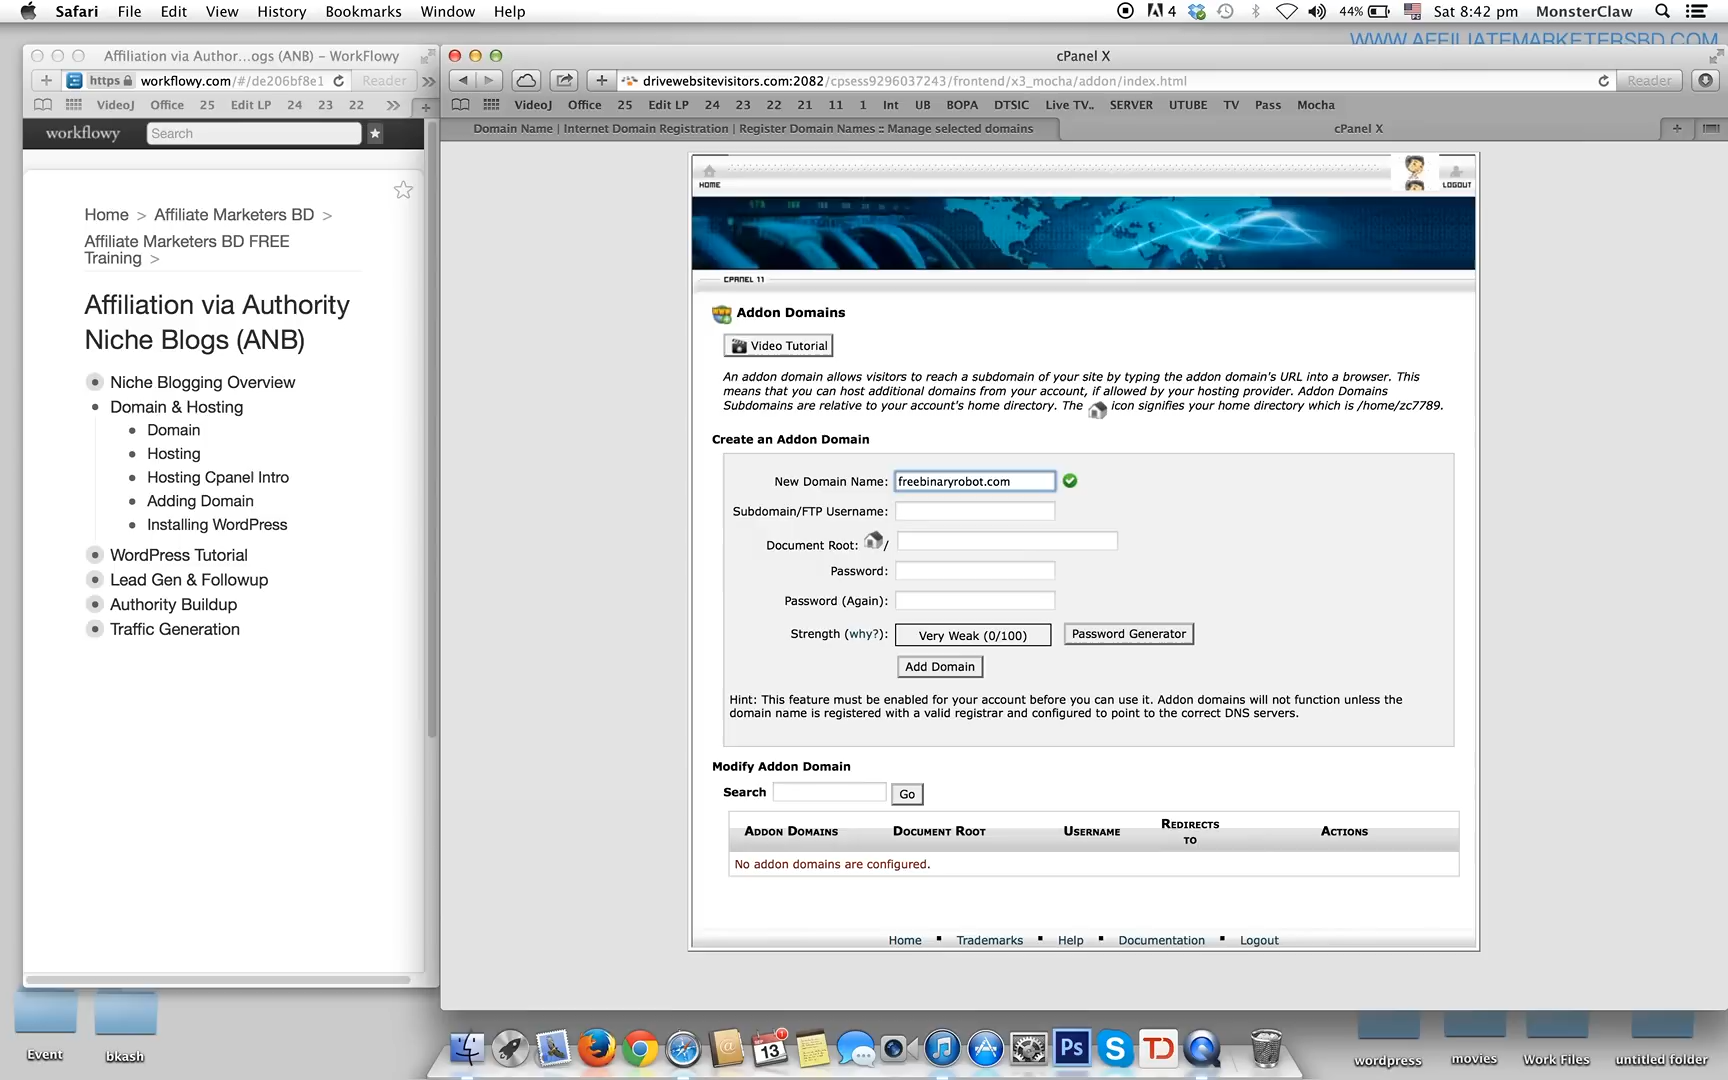 Safari File Edit View History Bookmarks Window Help 4 44% Sat 8:42 pm MonsterClaw
WWW.AFFILIATEMARKETERSBD.COM
Affiliation via Author...ogs (ANB) – WorkFlowy
https workflowy.com/#/de206bf8e1 Reader
VideoJ Office 25 Edit LP 24 23 22
workflowy Search
Home > Affiliate Marketers BD >
Affiliate Marketers BD FREE
Training >
Affiliation via Authority
Niche Blogs (ANB)
Niche Blogging Overview
Domain & Hosting
Domain
Hosting
Hosting Cpanel Intro
Adding Domain
Installing WordPress
WordPress Tutorial
Lead Gen & Followup
Authority Buildup
Traffic Generation
cPanel X
drivewebsitevisitors.com:2082/cpsess9296037243/frontend/x3_mocha/addon/index.html Reader
VideoJ Office 25 Edit LP 24 23 22 21 11 1 Int UB BOPA DTSIC Live TV.. SERVER UTUBE TV Pass Mocha
Domain Name | Internet Domain Registration | Register Domain Names :: Manage selected domains cPanel X
HOME LOGOUT
CPANEL 11
Addon Domains
Video Tutorial
An addon domain allows visitors to reach a subdomain of your site by typing the addon domain's URL into a browser. This
means that you can host additional domains from your account, if allowed by your hosting provider. Addon Domains
Subdomains are relative to your account's home directory. The icon signifies your home directory which is /home/zc7789.
Create an Addon Domain
New Domain Name: freebinaryrobot.com
Subdomain/FTP Username:
Document Root: /
Password:
Password (Again):
Strength (why?): Very Weak (0/100) Password Generator
Add Domain
Hint: This feature must be enabled for your account before you can use it. Addon domains will not function unless the
domain name is registered with a valid registrar and configured to point to the correct DNS servers.
Modify Addon Domain
Search Go
Addon Domains Document Root Username Redirects to Actions
No addon domains are configured.
Home Trademarks Help Documentation Logout
Event bkash 1 13 Ps wordpress movies Work Files untitled folder